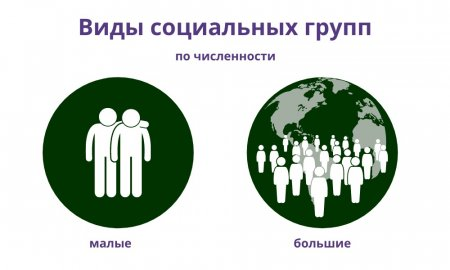 Виды социальных групп
по численности
малые
большие